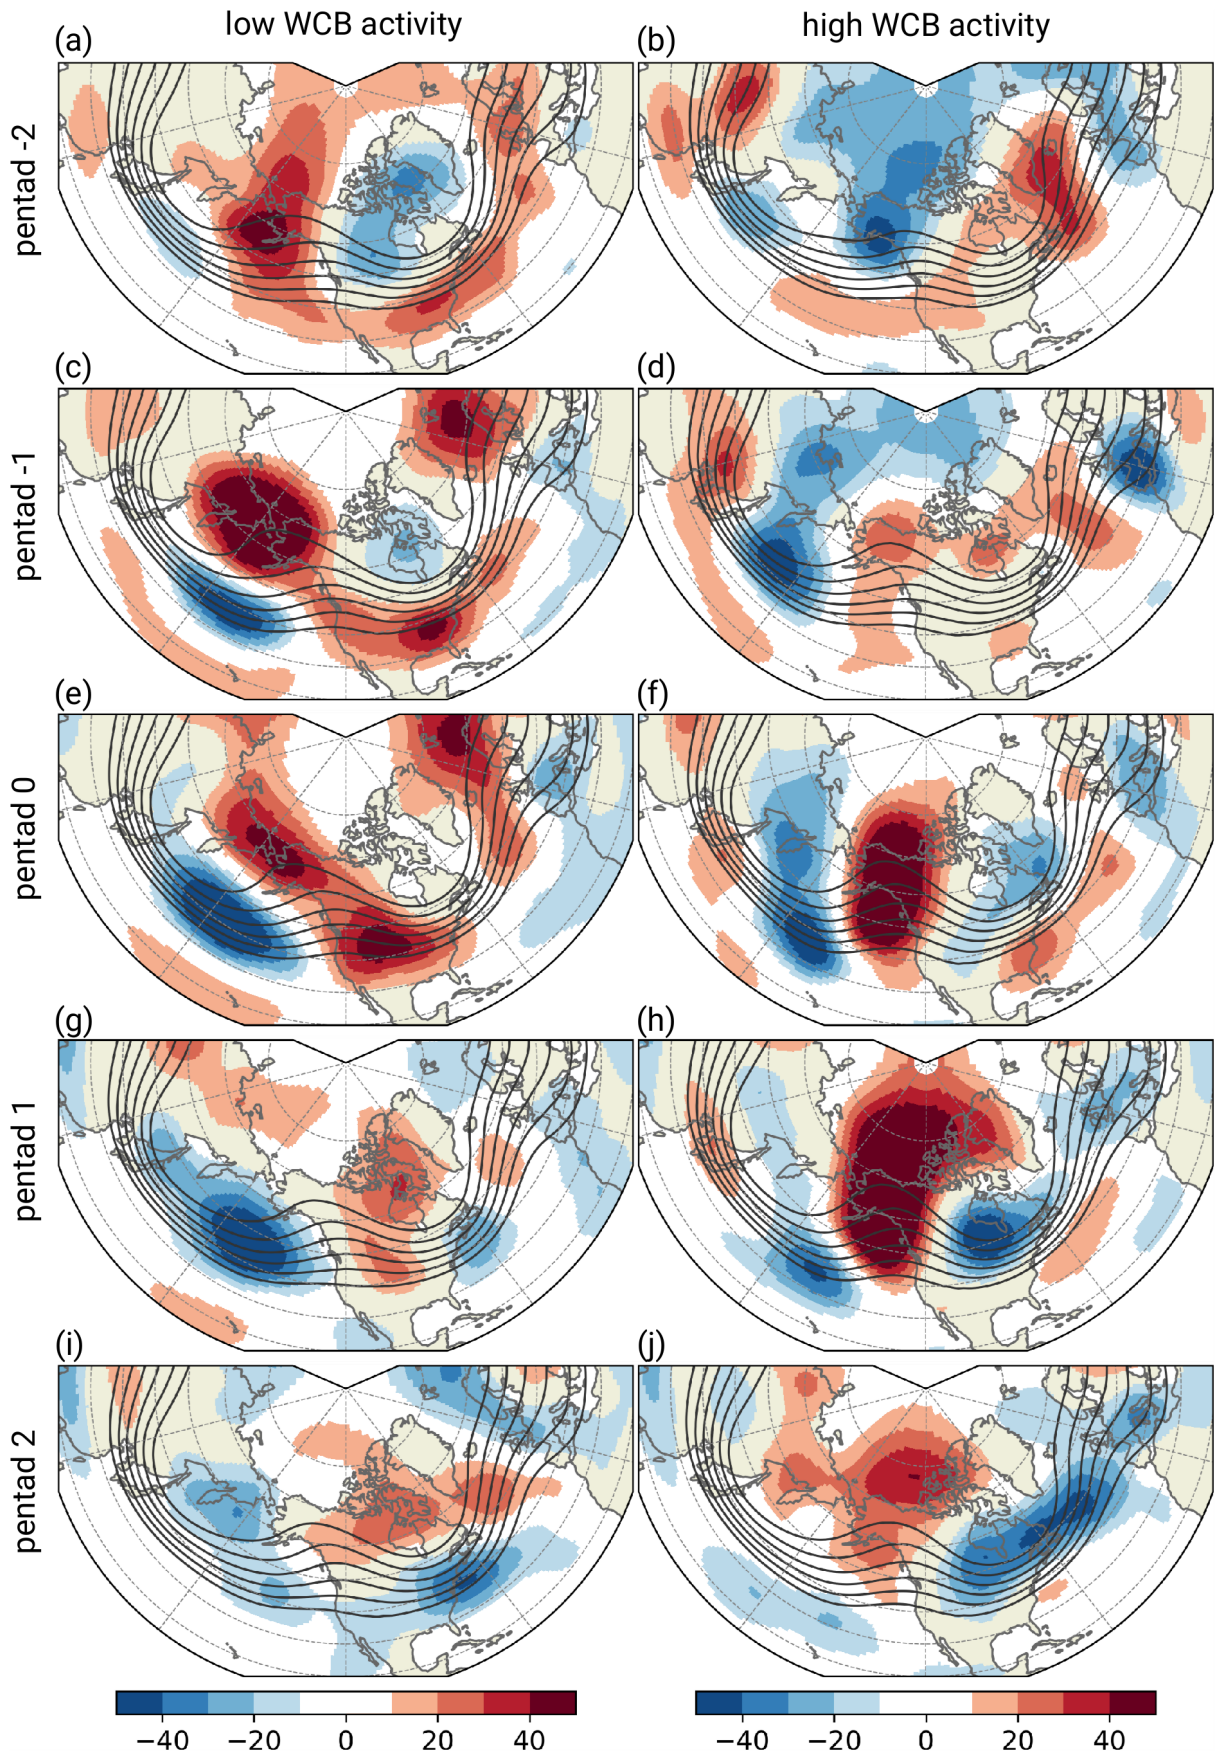 low WCB activity
high WCB activity
(a)
(b)
pentad -2
(c)
(d)
pentad -1
(e)
(f)
pentad 0
(g)
(h)
pentad 1
(i)
(j)
pentad 2
−40 −20 0 20 40
−40 −20 0 20 40